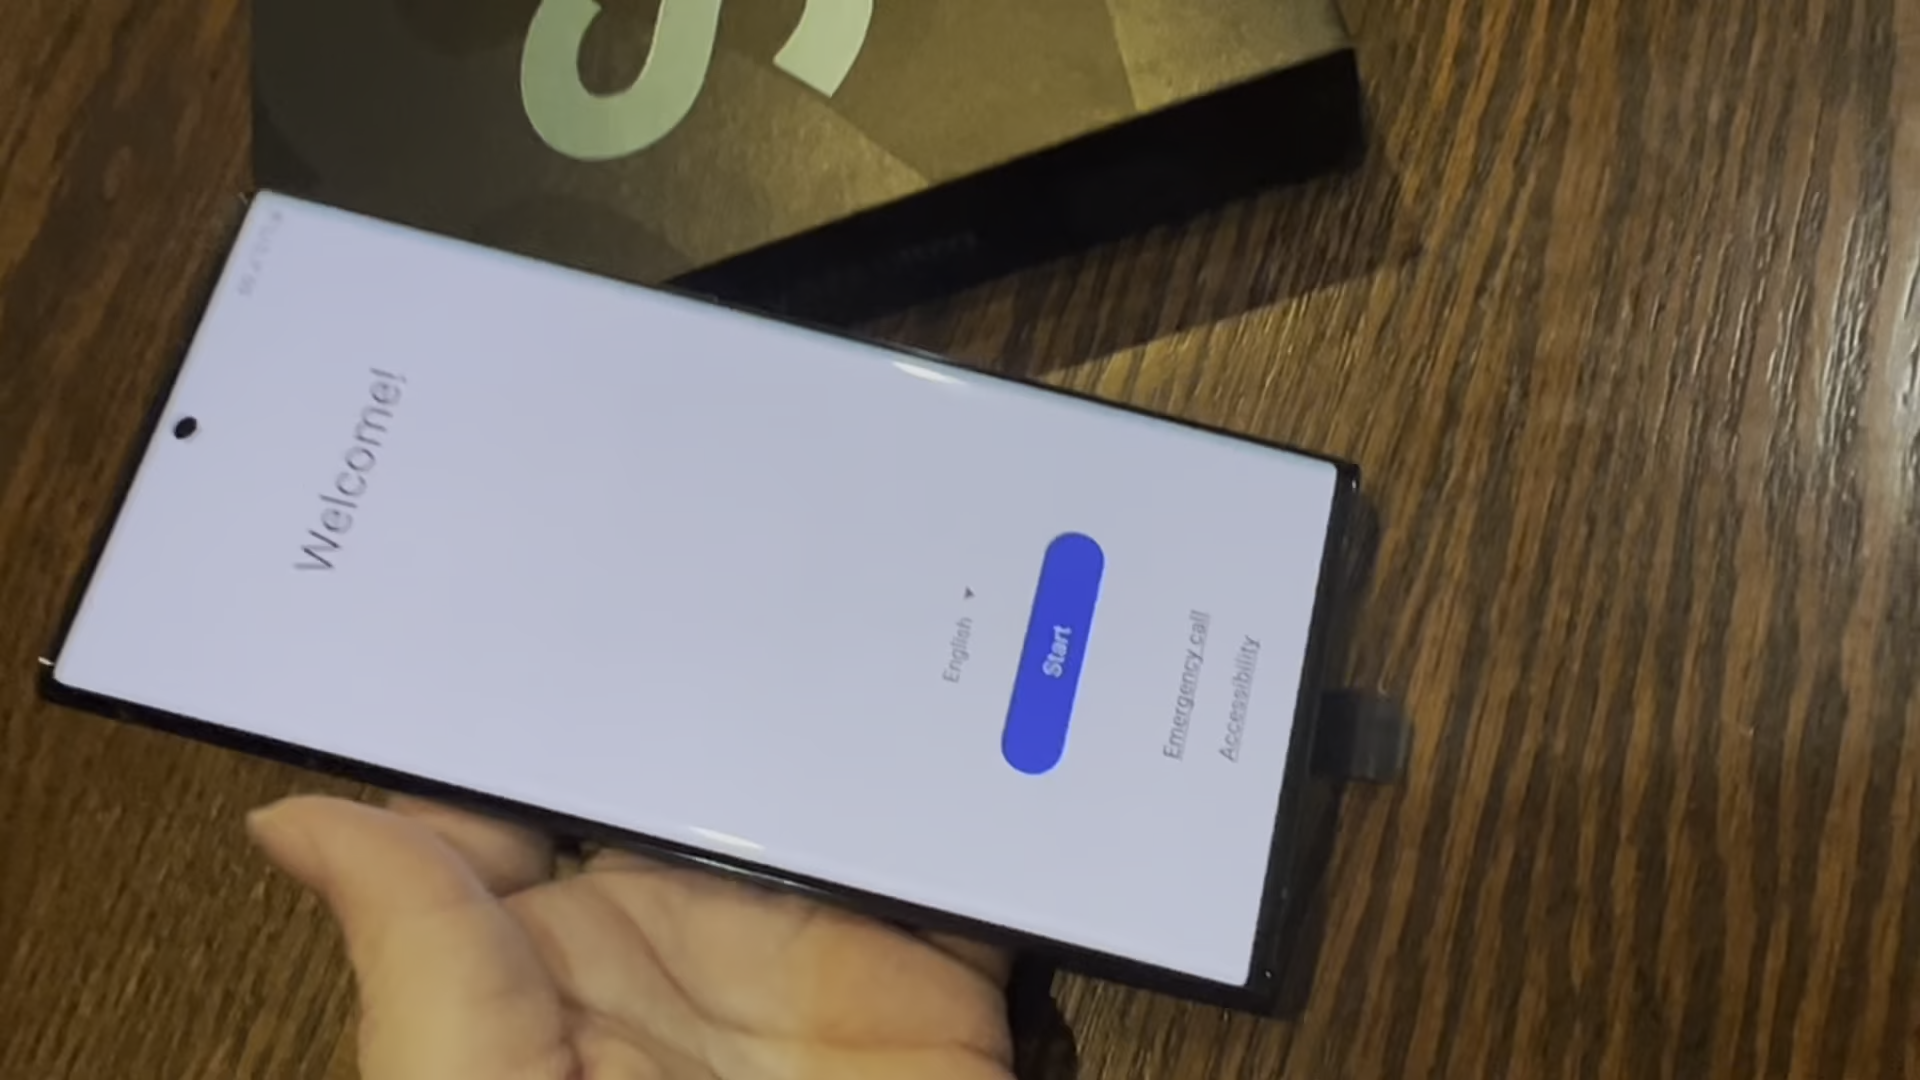 Welcome!
English
Start
Emergency call
Accessibility